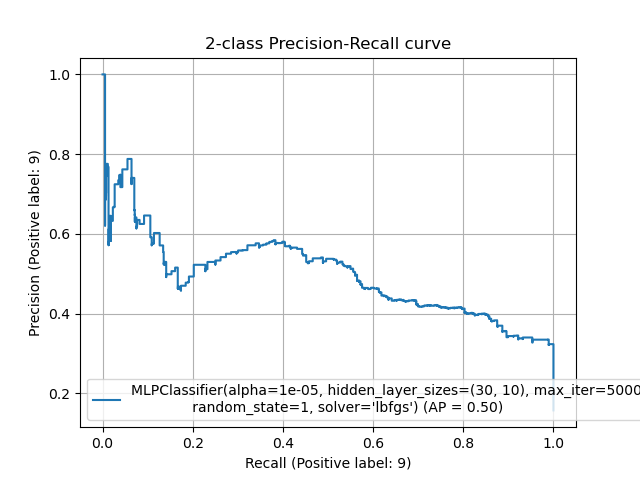 2-class Precision-Recall curve
1.0
0.8
0.6
0.4
0.2
Precision (Positive label: 9)
MLPClassifier(alpha=1e-05, hidden_layer_sizes=(30, 10), max_iter=5000
random_state=1, solver='lbfgs') (AP = 0.50)
0.0 0.2 0.4 0.6 0.8 1.0
Recall (Positive label: 9)